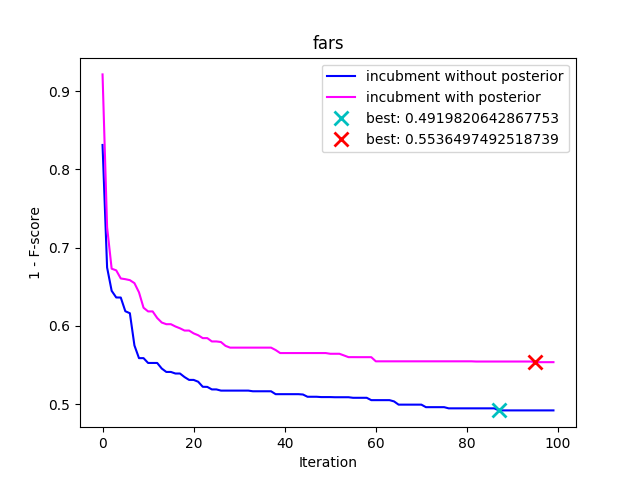 fars
incubment without posterior
incubment with posterior
best: 0.4919820642867753
best: 0.5536497492518739
1 - F-score
0.9
0.8
0.7
0.6
0.5
0 20 40 60 80 100
Iteration